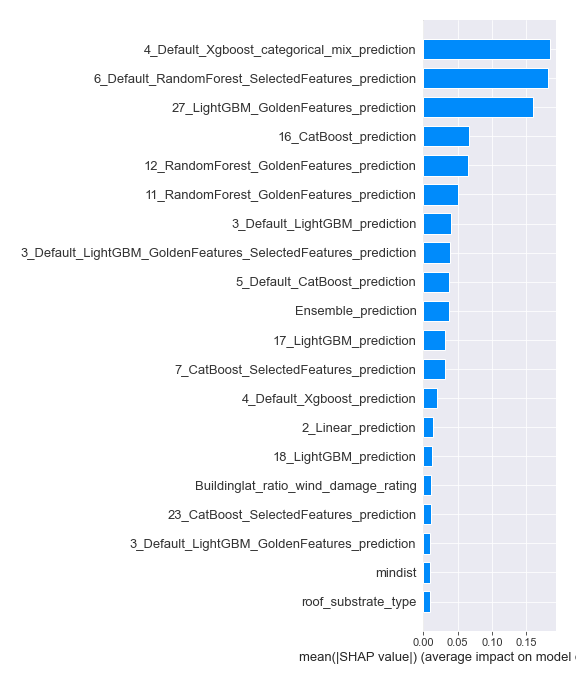 4_Default_Xgboost_categorical_mix_prediction
6_Default_RandomForest_SelectedFeatures_prediction
27_LightGBM_GoldenFeatures_prediction
16_CatBoost_prediction
12_RandomForest_GoldenFeatures_prediction
11_RandomForest_GoldenFeatures_prediction
3_Default_LightGBM_prediction
3_Default_LightGBM_GoldenFeatures_SelectedFeatures_prediction
5_Default_CatBoost_prediction
Ensemble_prediction
17_LightGBM_prediction
7_CatBoost_SelectedFeatures_prediction
4_Default_Xgboost_prediction
2_Linear_prediction
18_LightGBM_prediction
Buildinglat_ratio_wind_damage_rating
23_CatBoost_SelectedFeatures_prediction
3_Default_LightGBM_GoldenFeatures_prediction
mindist
roof_substrate_type
0.00 0.05 0.10 0.15
mean(|SHAP value|) (average impact on model